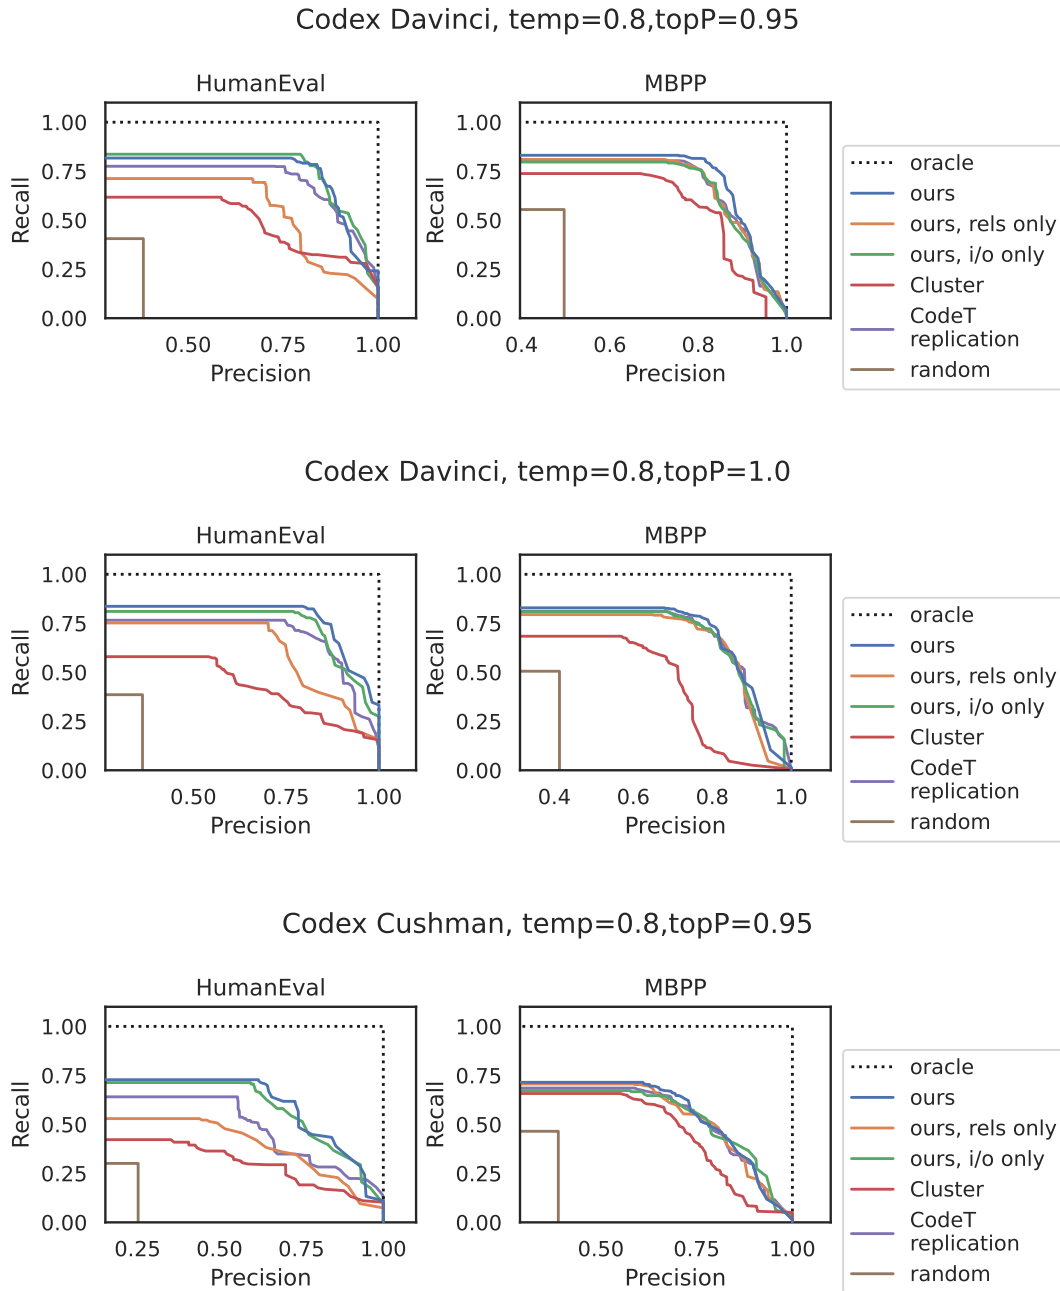 Codex Davinci, temp=0.8,topP=0.95
HumanEval
MBPP
1.00
0.75
0.50
0.25
0.00
Recall
0.50
0.75
1.00
Precision
1.00
0.75
0.50
0.25
0.00
Recall
0.4
0.6
0.8
1.0
Precision
oracle
ours
ours, rels only
ours, i/o only
Cluster
CodeT
replication
random
Codex Davinci, temp=0.8,topP=1.0
HumanEval
MBPP
1.00
0.75
0.50
0.25
0.00
Recall
0.50
0.75
1.00
Precision
1.00
0.75
0.50
0.25
0.00
Recall
0.4
0.6
0.8
1.0
Precision
oracle
ours
ours, rels only
ours, i/o only
Cluster
CodeT
replication
random
Codex Cushman, temp=0.8,topP=0.95
HumanEval
MBPP
1.00
0.75
0.50
0.25
0.00
Recall
0.25
0.50
0.75
1.00
Precision
1.00
0.75
0.50
0.25
0.00
Recall
0.50
0.75
1.00
Precision
oracle
ours
ours, rels only
ours, i/o only
Cluster
CodeT
replication
random